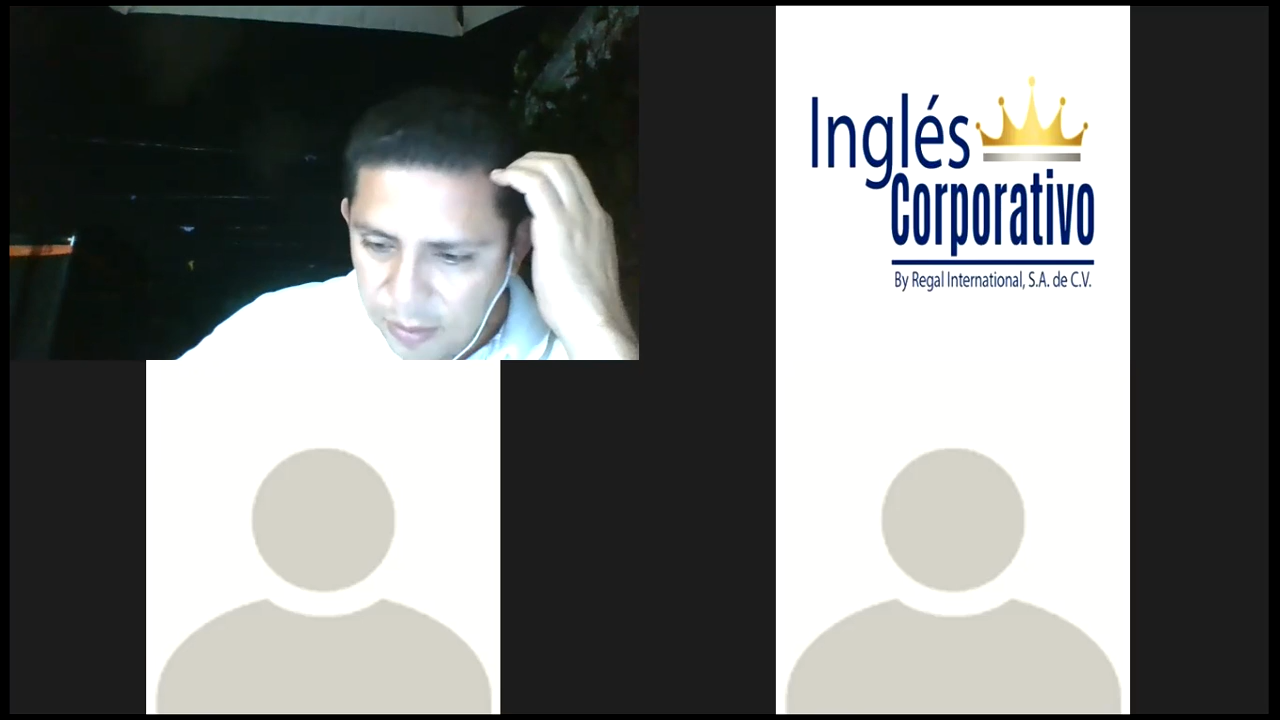 Inglés
Corporativo
By Regal International, S.A. de C.V.